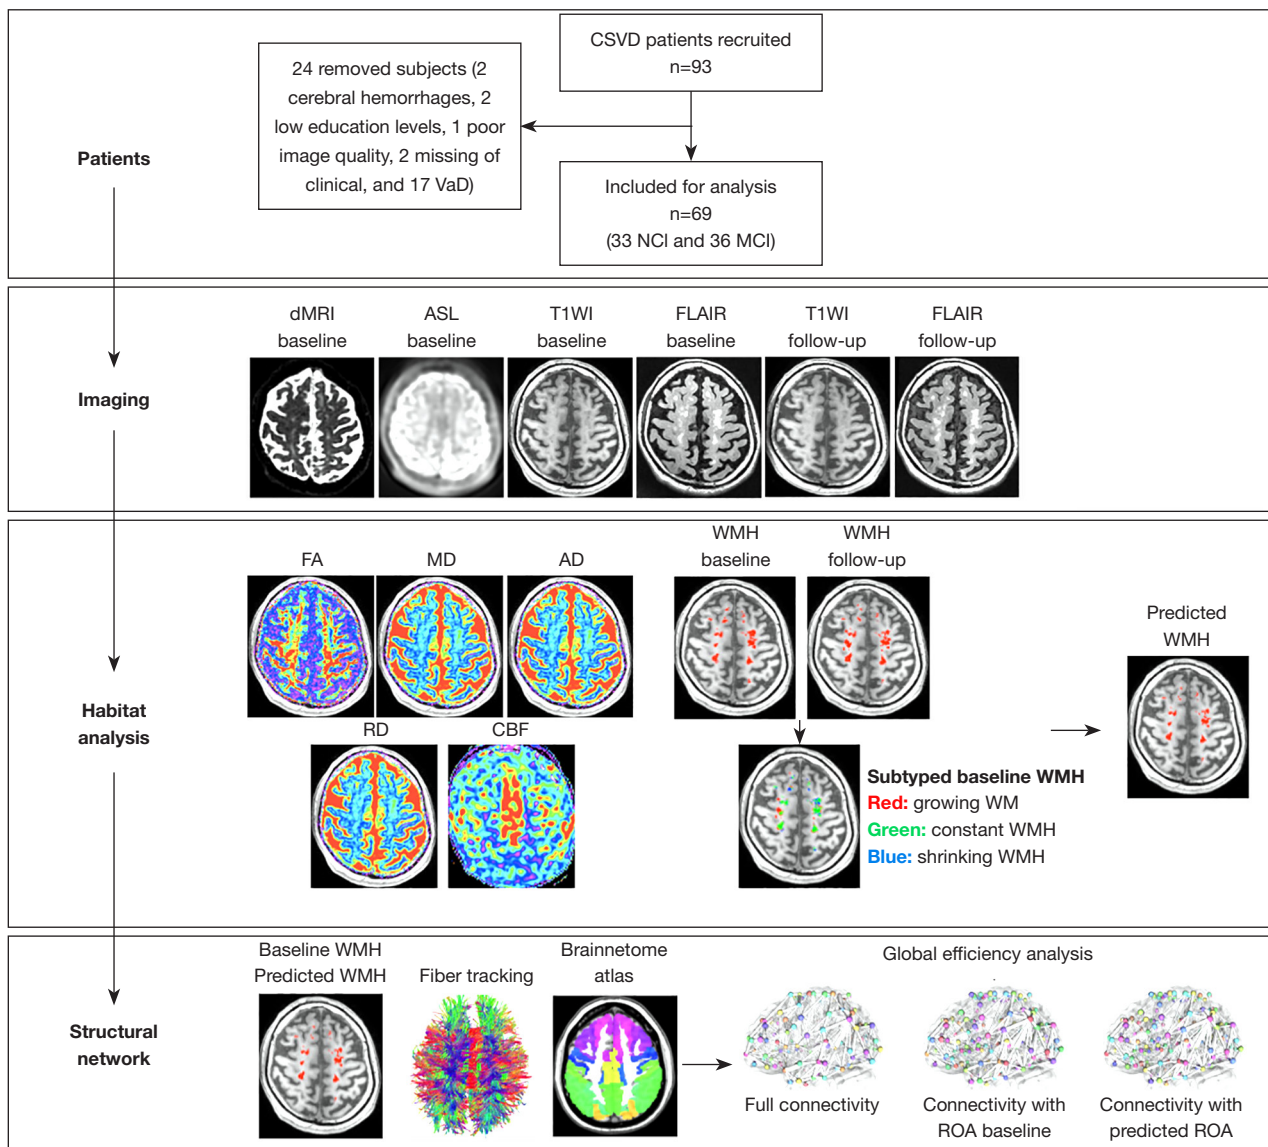 CSVD patients recruited
n=93
24 removed subjects (2
cerebral hemorrhages, 2
low education levels, 1 poor
image quality, 2 missing of
clinical, and 17 VaD)
Patients
Included for analysis
n=69
(33 NCI and 36 MCI)
dMRI
baseline
ASL
baseline
T1WI
baseline
FLAIR
baseline
T1WI
follow-up
FLAIR
follow-up
Imaging
FA
MD
AD
WMH
baseline
WMH
follow-up
Predicted
WMH
Habitat
analysis
RD
CBF
Subtyped baseline WMH
Red: growing WM
Green: constant WMH
Blue: shrinking WMH
Baseline WMH
Predicted WMH
Fiber tracking
Brainnetome
atlas
Global efficiency analysis
Structural
network
Full connectivity
Connectivity with
ROA baseline
Connectivity with
predicted ROA